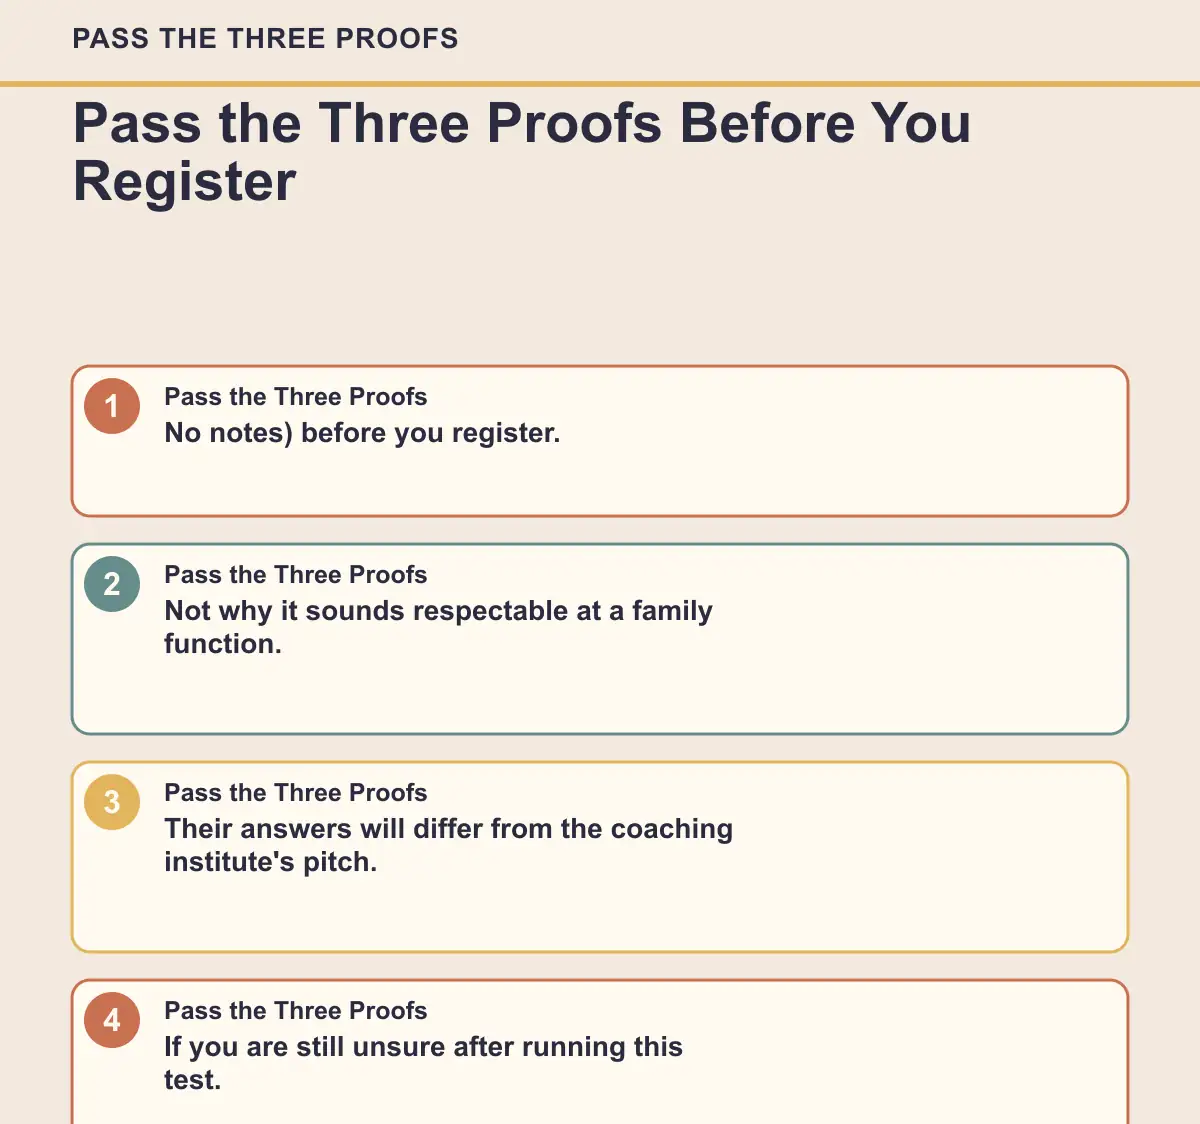 PASS THE THREE PROOFS
Pass the Three Proofs Before You
Register
1
Pass the Three Proofs
No notes) before you register.
2
Pass the Three Proofs
Not why it sounds respectable at a family
function.
3
Pass the Three Proofs
Their answers will differ from the coaching
institute's pitch.
4
Pass the Three Proofs
If you are still unsure after running this
test.